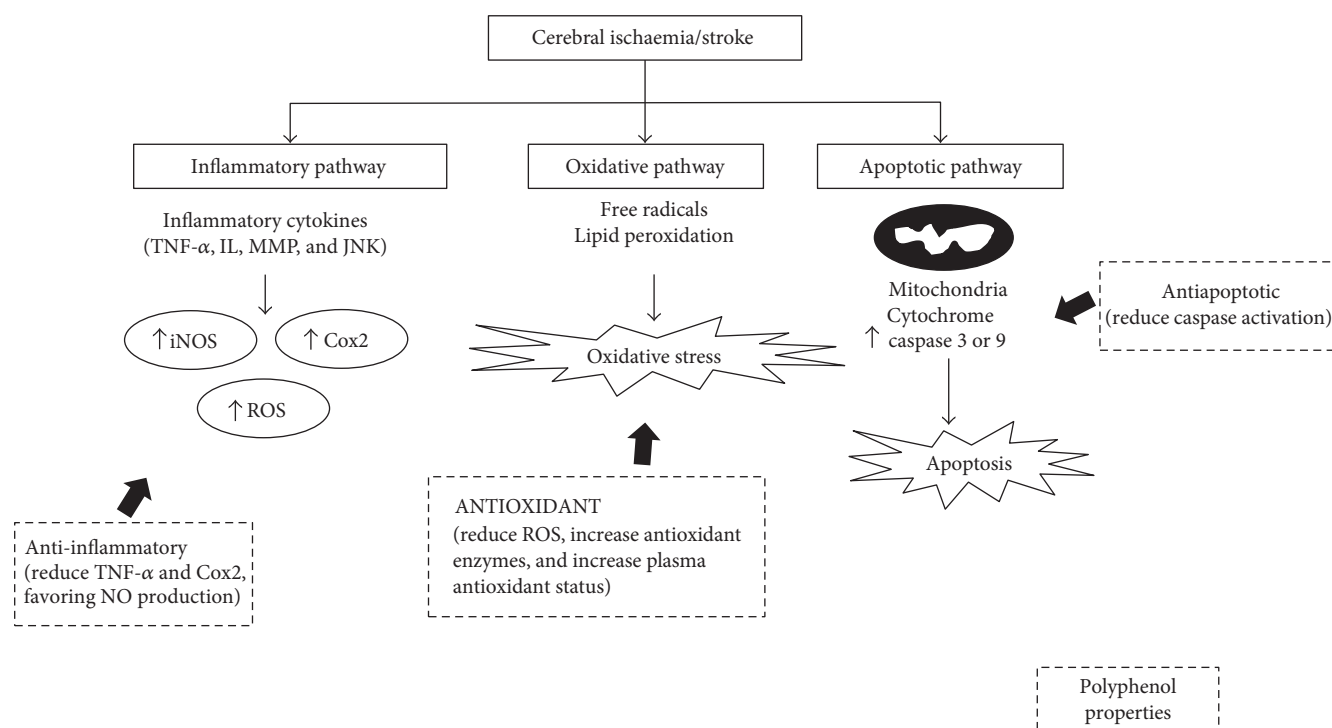 Cerebral ischaemia/stroke
Inflammatory pathway
Oxidative pathway
Apoptotic pathway
Inflammatory cytokines
(TNF-α, IL, MMP, and JNK)
↑ iNOS
↑ Cox2
↑ ROS
Free radicals
Lipid peroxidation
Oxidative stress
Mitochondria
Cytochrome
↑ caspase 3 or 9
Apoptosis
Antiapoptotic
(reduce caspase activation)
Anti-inflammatory
(reduce TNF-α and Cox2,
favoring NO production)
ANTIOXIDANT
(reduce ROS, increase antioxidant
enzymes, and increase plasma
antioxidant status)
Polyphenol
properties